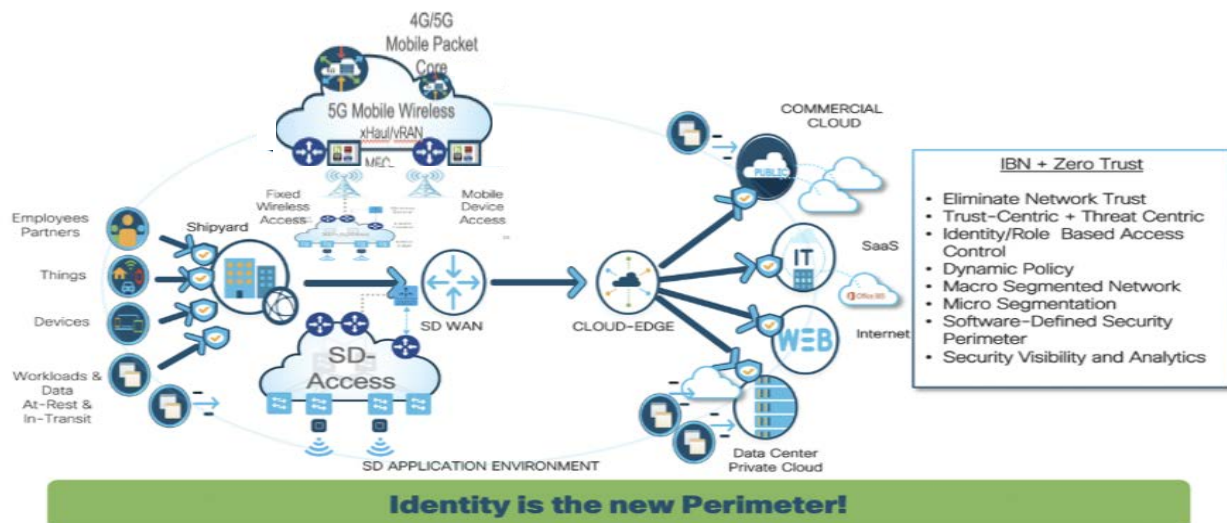 4G/5G
Mobile Packet
Core
5G Mobile Wireless
xHaul/vRAN
MEC-
Fixed
Wireless
Access
Mobile
Device
Access
Employees
Partners
Things
Devices
Workloads &
Data
At-Rest &
In-Transit
Shipyard
SD WAN
SD-
Access
SD APPLICATION ENVIRONMENT
CLOUD-EDGE
COMMERCIAL
CLOUD
PUBLIC
SaaS
IT
Office 365
Internet
WEB
Data Center
Private Cloud
IBN + Zero Trust
• Eliminate Network Trust
• Trust-Centric + Threat Centric
• Identity/Role Based Access
Control
• Dynamic Policy
• Macro Segmented Network
• Micro Segmentation
• Software-Defined Security
Perimeter
• Security Visibility and Analytics
Identity is the new Perimeter!